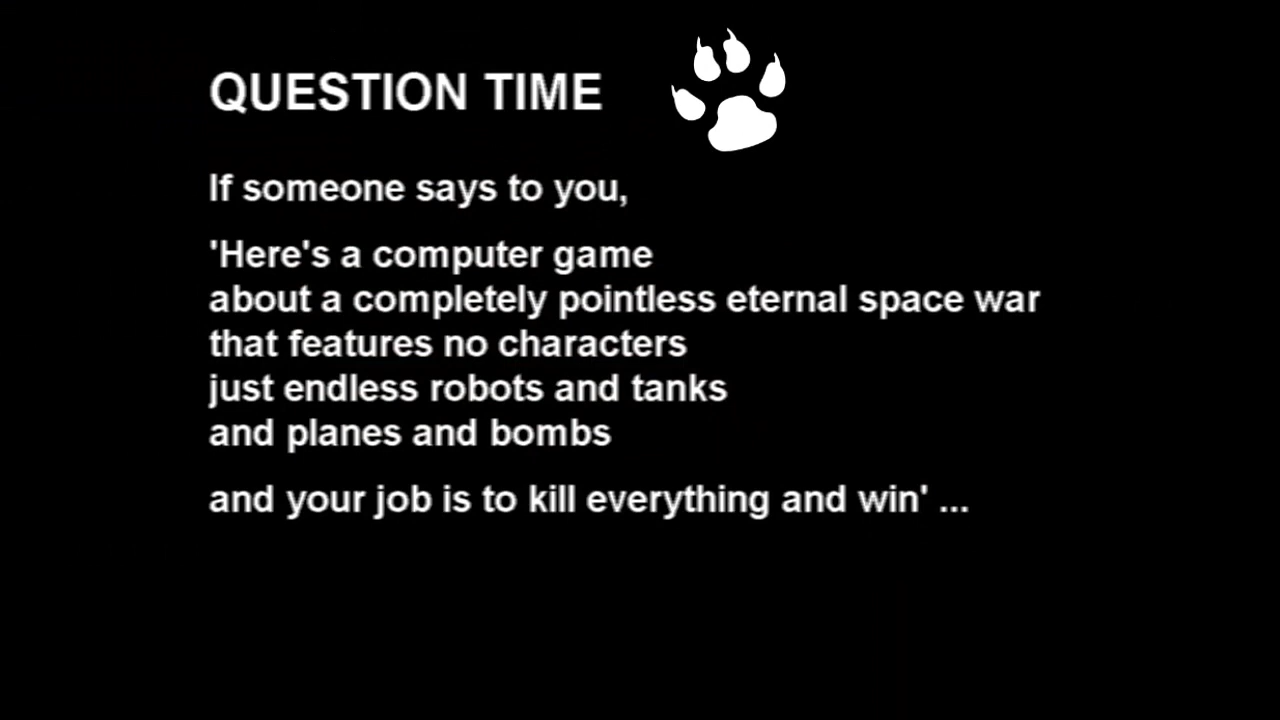 QUESTION TIME
If someone says to you,
'Here's a computer game
about a completely pointless eternal space war
that features no characters
just endless robots and tanks
and planes and bombs
and your job is to kill everything and win' ...